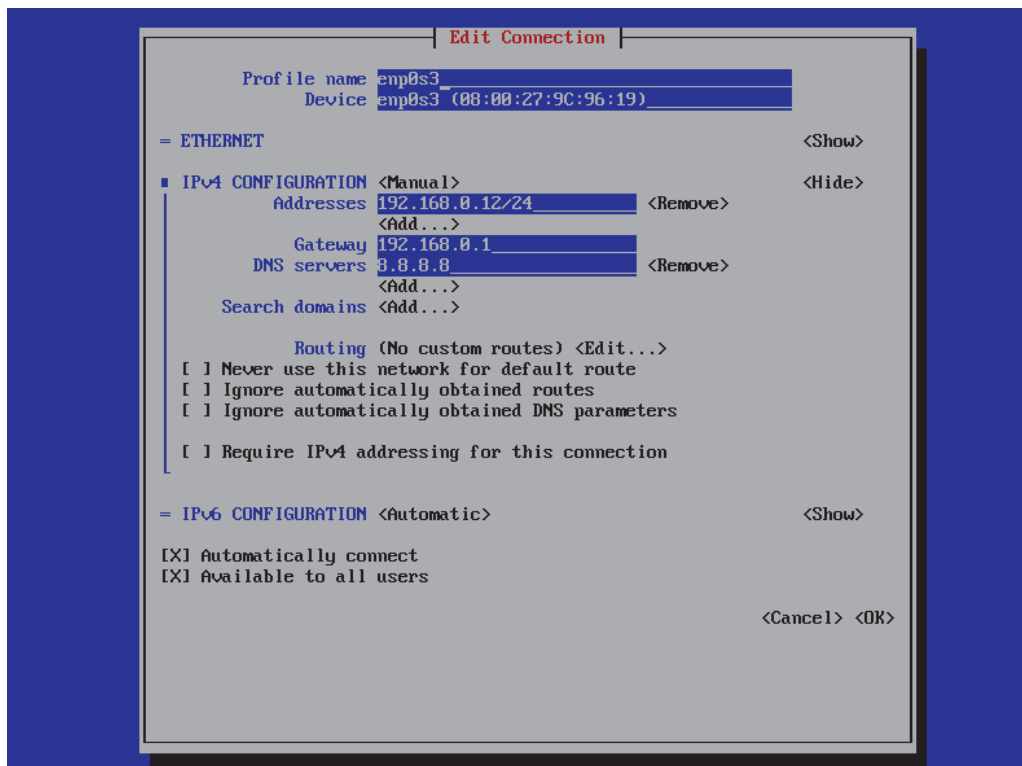 Edit Connection
Profile name enp0s3
Device enp0s3 (08:00:27:9C:96:19)
= ETHERNET <Show>
IPv4 CONFIGURATION <Manual> <Hide>
Addresses 192.168.0.12/24 <Remove>
<Add...>
Gateway 192.168.0.1
DNS servers 8.8.8.8 <Remove>
<Add...>
Search domains <Add...>
Routing (No custom routes) <Edit...>
[ ] Never use this network for default route
[ ] Ignore automatically obtained routes
[ ] Ignore automatically obtained DNS parameters
[ ] Require IPv4 addressing for this connection
= IPv6 CONFIGURATION <Automatic> <Show>
[X] Automatically connect
[X] Available to all users
<Cancel> <OK>